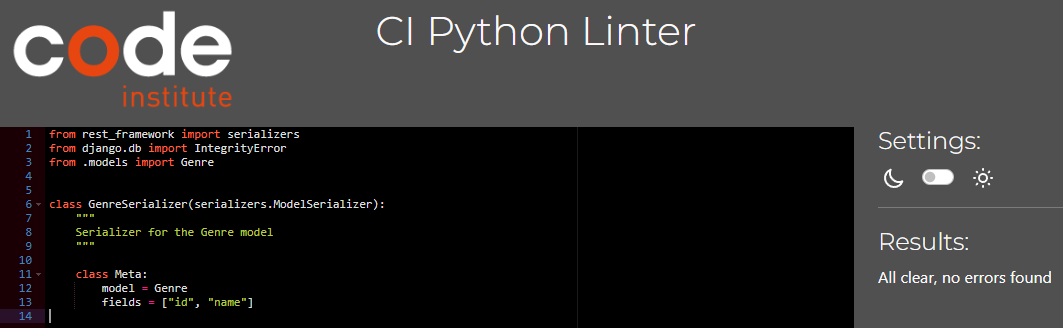 code
institute
CI Python Linter
1 from rest_framework import serializers
2 from django.db import IntegrityError
3 from .models import Genre
4
5
6 class GenreSerializer(serializers.ModelSerializer):
7     """
8     Serializer for the Genre model
9     """
10
11     class Meta:
12         model = Genre
13         fields = ["id", "name"]
14
Settings:
Results:
All clear, no errors found